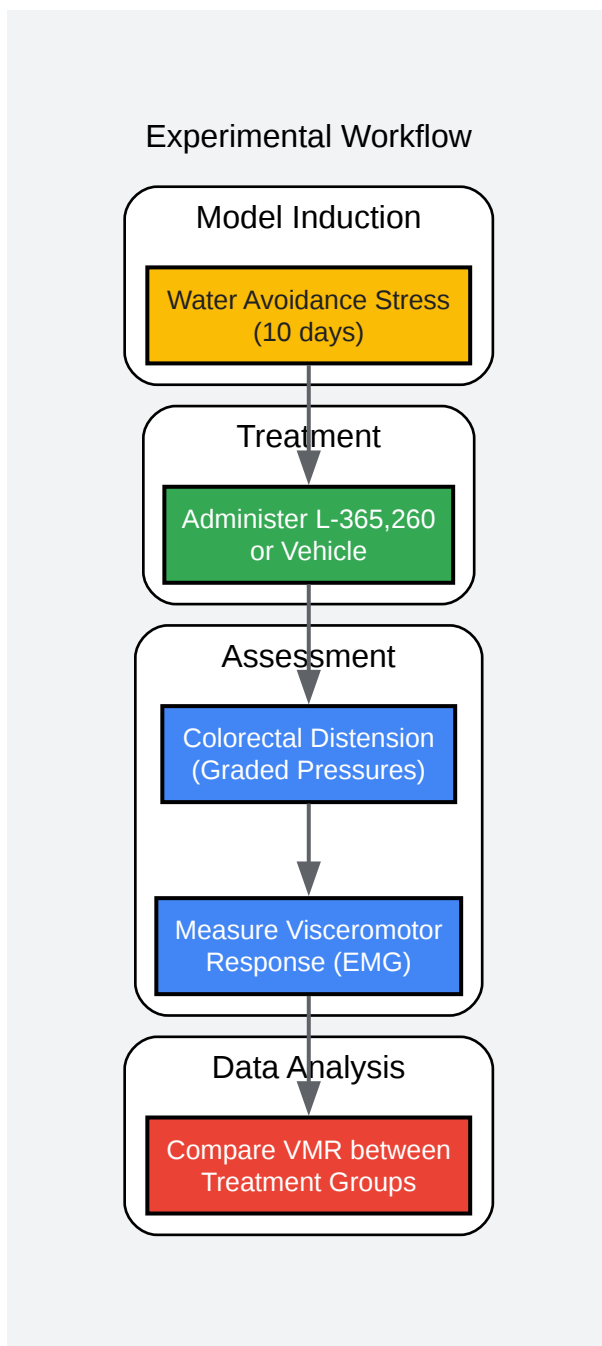 Experimental Workflow
Model Induction
Water Avoidance Stress
(10 days)
Treatment
Administer L-365,260
or Vehicle
Assessment
Colorectal Distension
(Graded Pressures)
Measure Visceromotor
Response (EMG)
Data Analysis
Compare VMR between
Treatment Groups